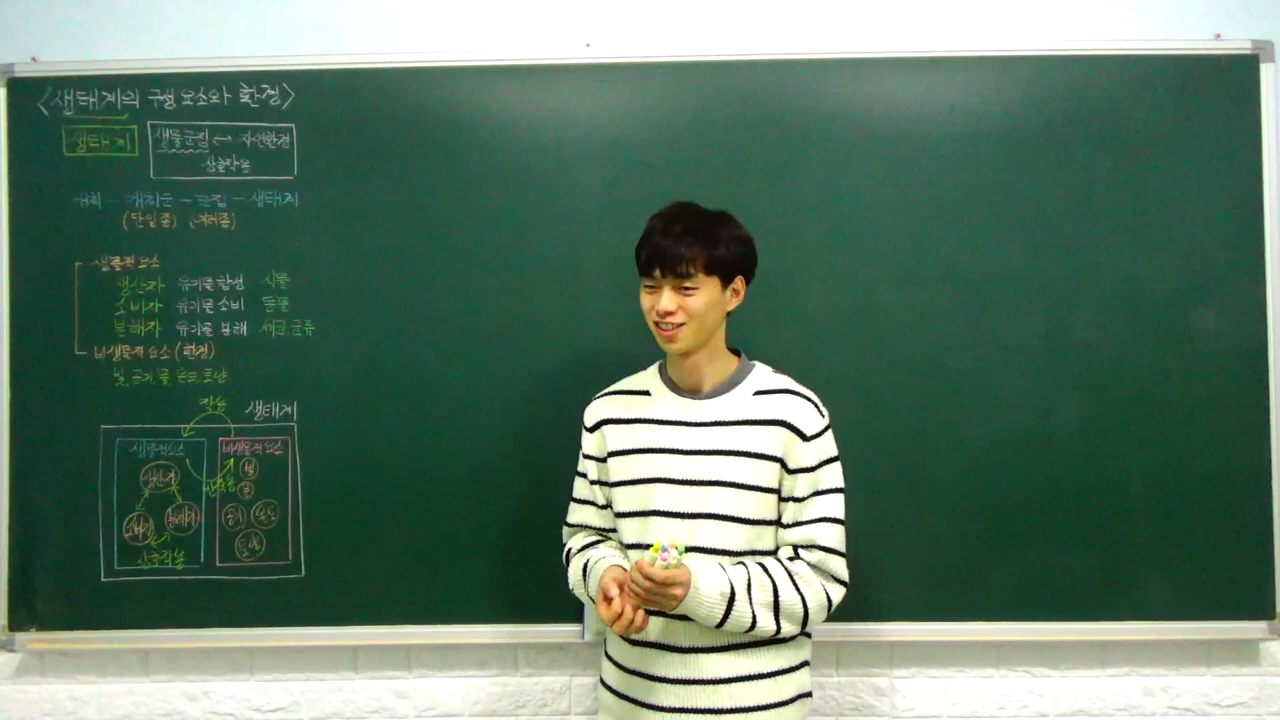 <생태계의 구성 요소와 환경>
생태계 생물군집 ↔ 자연환경
상호작용
개체 - 개체군 - 군집 - 생태계
(단일종) (여러종)
생물적 요소
생산자 유기물 합성 식물
소비자 유기물 소비 동물
분해자 유기물 분해 세균, 균류
비생물적 요소 (환경)
빛, 공기, 물, 온도, 토양
작용 생태계
생물적요소 비생물적요소
생산자 빛
물
소비자 분해자 공기 온도
토양
상호작용